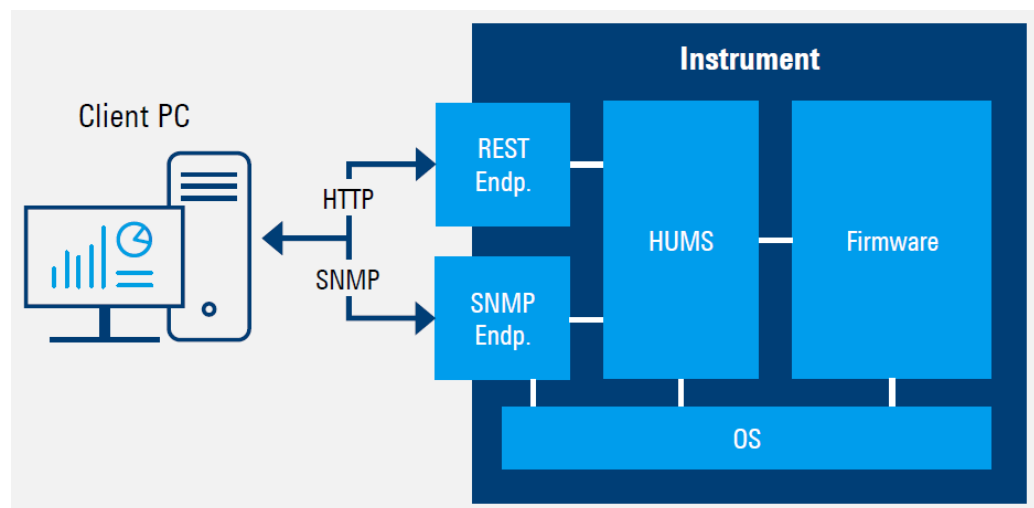 Instrument
Client PC
REST
Endp.
HTTP
HUMS
Firmware
SNMP
SNMP
Endp.
OS